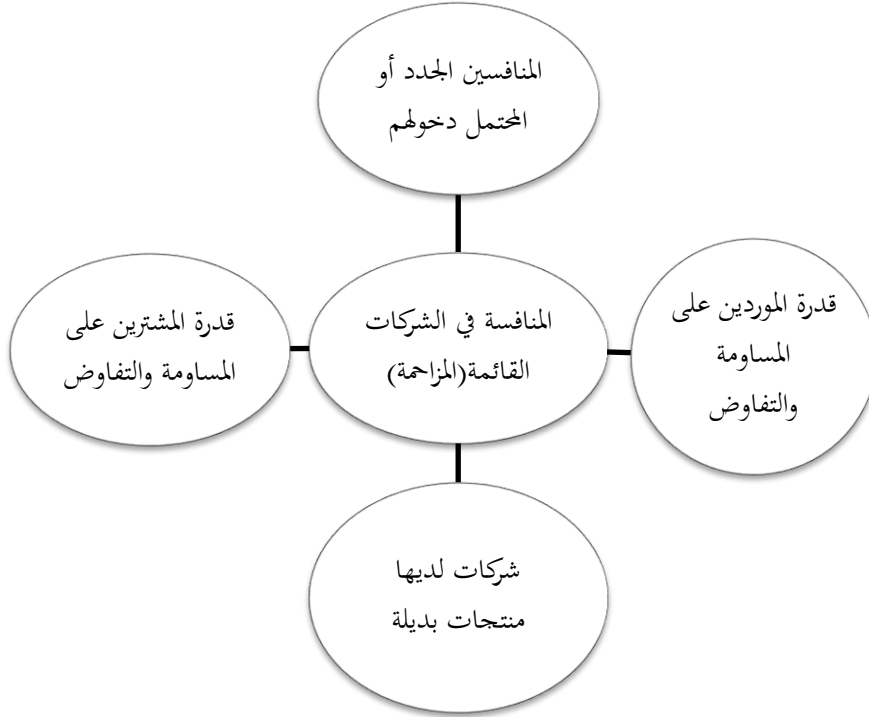 المنافسين الجدد أو
المحتمل دخولهم
قدرة الموردين على
المساومة
والتفاوض
المنافسة في الشركات
القائمة(المزاحمة)
قدرة المشترين على
المساومة والتفاوض
شركات لديها
منتجات بديلة